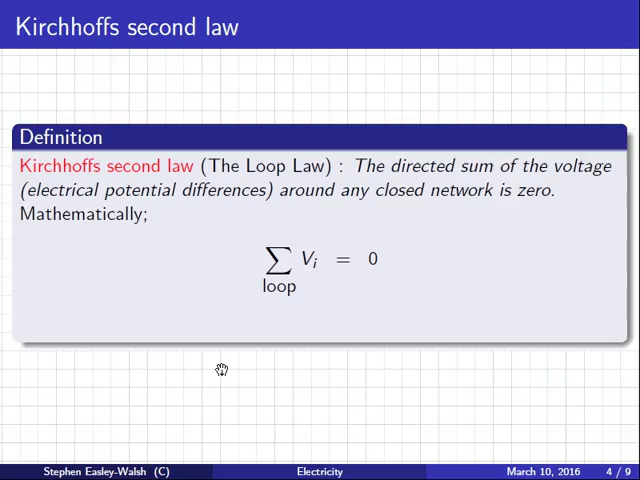 Kirchhoffs second law
Definition
Kirchhoffs second law (The Loop Law) : The directed sum of the voltage
(electrical potential differences) around any closed network is zero.
Mathematically;
∑ Vi = 0
loop
Stephen Easley-Walsh (C) Electricity March 10, 2016 4 / 9